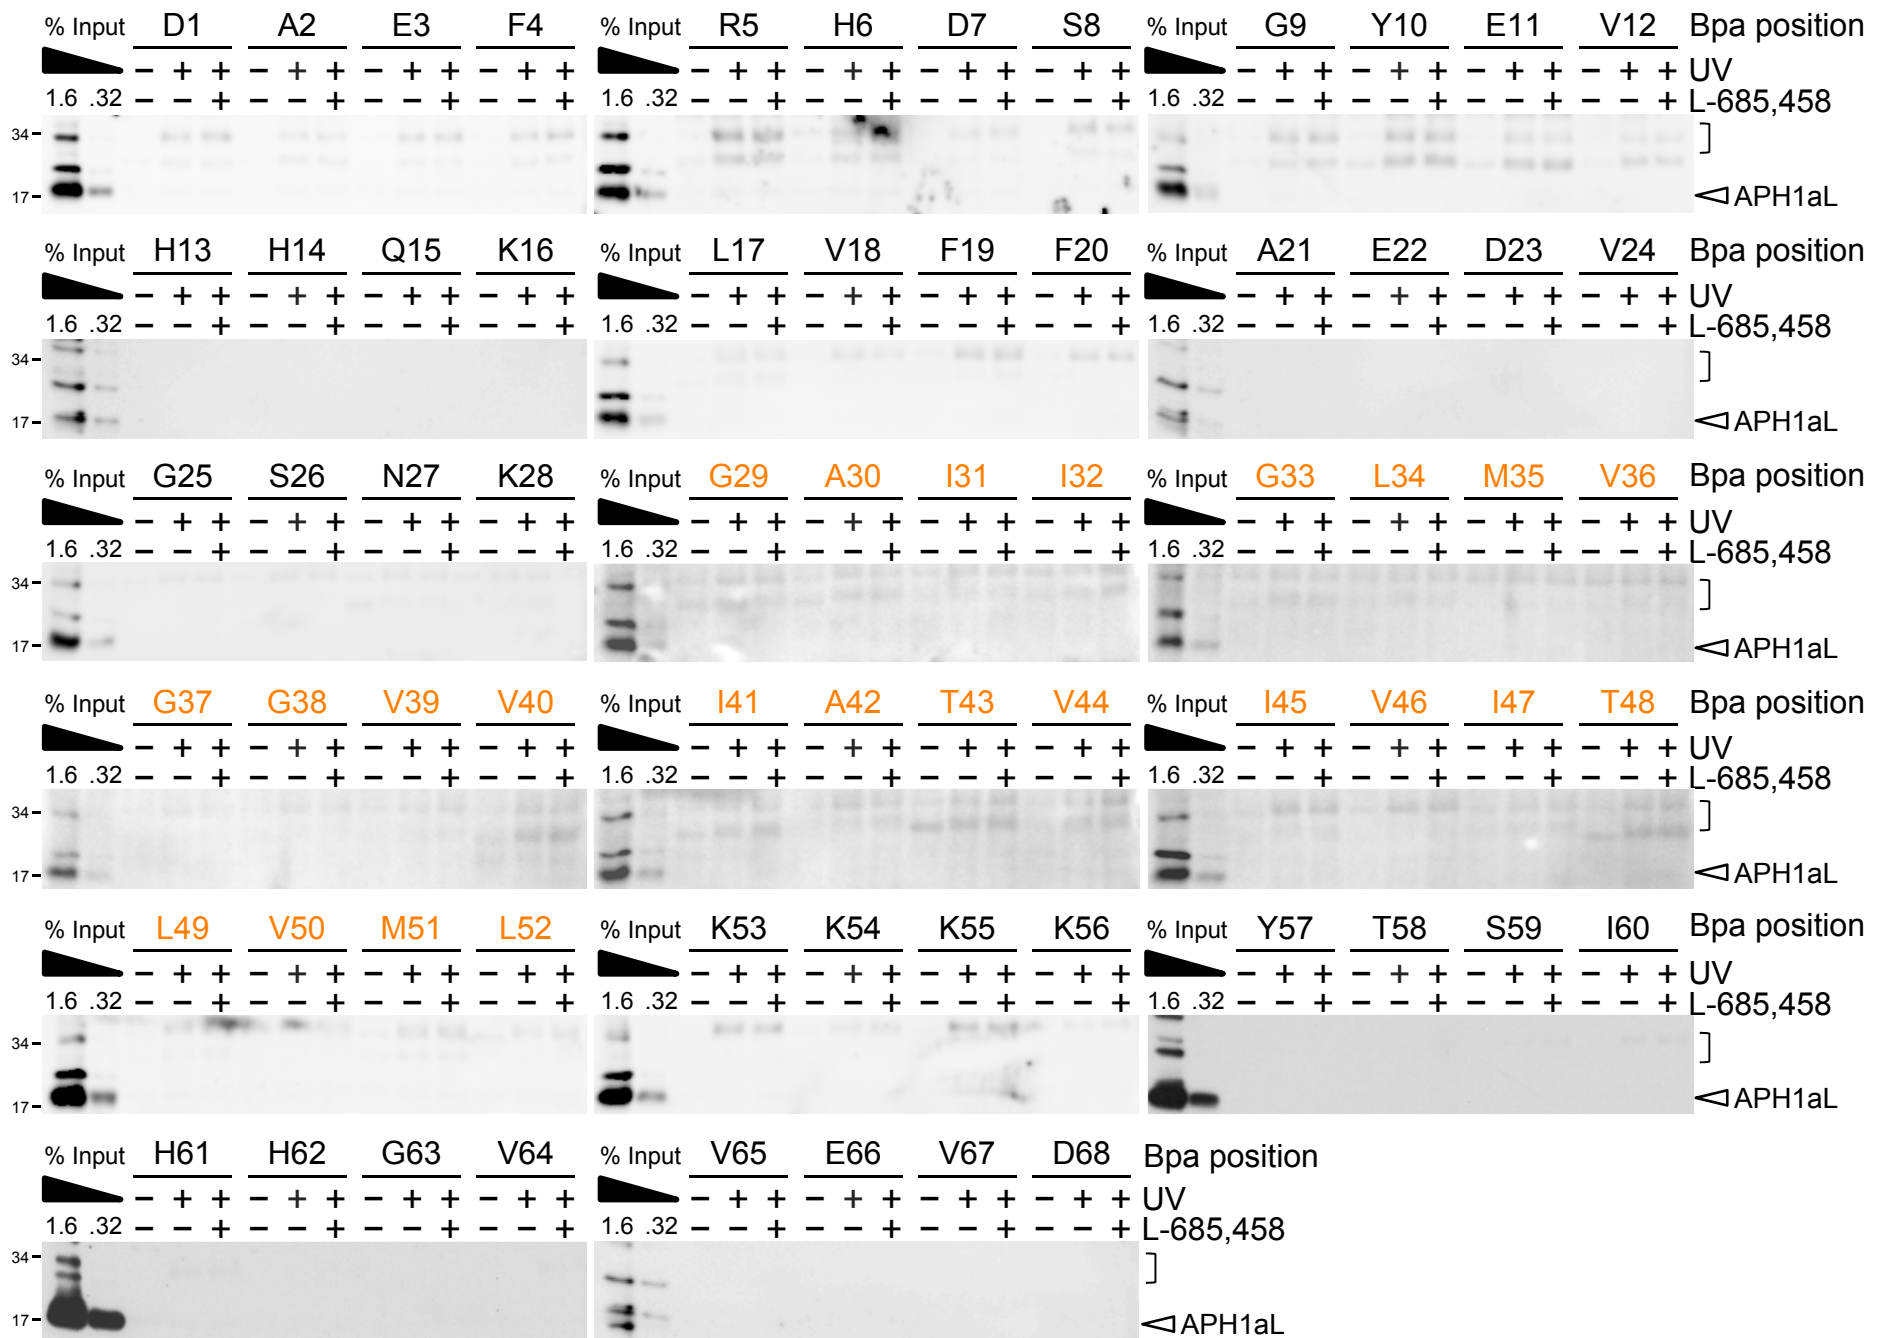 % Input D1 A2 E3 F4 % Input R5 H6 D7 S8 % Input G9 Y10 E11 V12 Bpa position
− + + − + + − + + − + + − + + − + + − + + − + + − + + − + + − + + − + + UV
1.6 .32 − − + − − + − − + − − + 1.6 .32 − − + − − + − − + − − + 1.6 .32 − − + − − + − − + − − + L-685,458
34
17 APH1aL
% Input H13 H14 Q15 K16 % Input L17 V18 F19 F20 % Input A21 E22 D23 V24 Bpa position
− + + − + + − + + − + + − + + − + + − + + − + + − + + − + + − + + − + + UV
1.6 .32 − − + − − + − − + − − + 1.6 .32 − − + − − + − − + − − + 1.6 .32 − − + − − + − − + − − + L-685,458
34
17 APH1aL
% Input G25 S26 N27 K28 % Input G29 A30 I31 I32 % Input G33 L34 M35 V36 Bpa position
− + + − + + − + + − + + − + + − + + − + + − + + − + + − + + − + + − + + UV
1.6 .32 − − + − − + − − + − − + 1.6 .32 − − + − − + − − + − − + 1.6 .32 − − + − − + − − + − − + L-685,458
34
17 APH1aL
% Input G37 G38 V39 V40 % Input I41 A42 T43 V44 % Input I45 V46 I47 T48 Bpa position
− + + − + + − + + − + + − + + − + + − + + − + + − + + − + + − + + − + + UV
1.6 .32 − − + − − + − − + − − + 1.6 .32 − − + − − + − − + − − + 1.6 .32 − − + − − + − − + − − + L-685,458
34
17 APH1aL
% Input L49 V50 M51 L52 % Input K53 K54 K55 K56 % Input Y57 T58 S59 I60 Bpa position
− + + − + + − + + − + + − + + − + + − + + − + + − + + − + + − + + − + + UV
1.6 .32 − − + − − + − − + − − + 1.6 .32 − − + − − + − − + − − + 1.6 .32 − − + − − + − − + − − + L-685,458
34
17 APH1aL
% Input H61 H62 G63 V64 % Input V65 E66 V67 D68 Bpa position
− + + − + + − + + − + + − + + − + + − + + − + + UV
1.6 .32 − − + − − + − − + − − + 1.6 .32 − − + − − + − − + − − + L-685,458
34
17 APH1aL